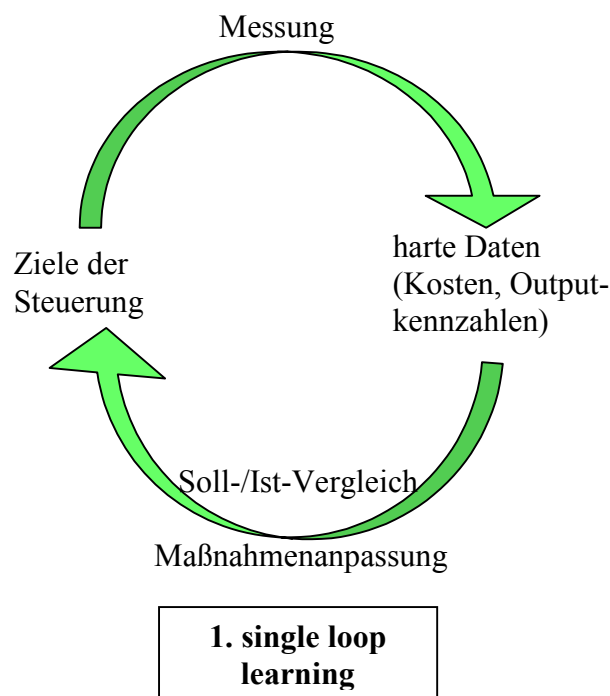 Messung
Ziele der
Steuerung
harte Daten
(Kosten, Output-
kennzahlen)
Soll-/Ist-Vergleich
Maßnahmenanpassung
1. single loop
learning